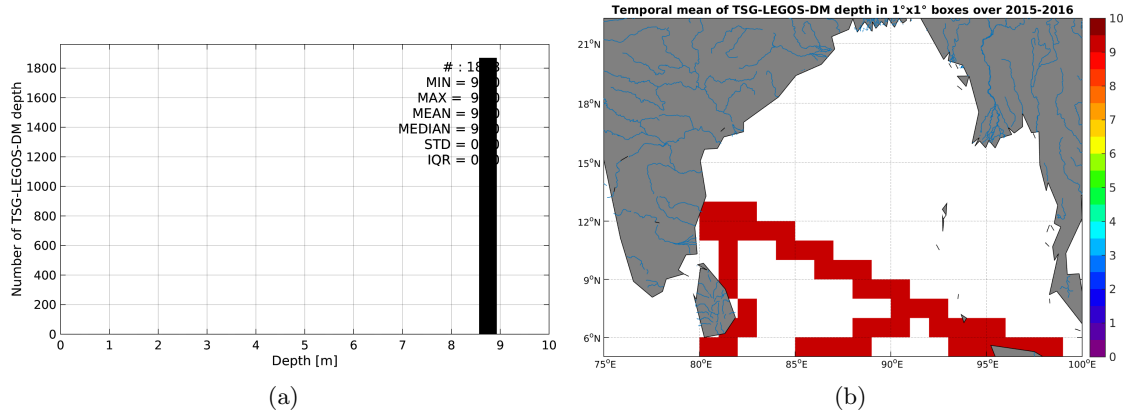 Number of TSG-LEGOS-DM depth
1800
1600
1400
1200
1000
800
600
400
200
0
# : 18
MIN = 9
MAX = 9
MEAN = 9
MEDIAN = 9
STD = 0
IQR = 0
0 1 2 3 4 5 6 7 8 9 10
Depth [m]
(a)
Temporal mean of TSG-LEGOS-DM depth in 1°x1° boxes over 2015-2016
21°N
18°N
15°N
12°N
9°N
6°N
75°E 80°E 85°E 90°E 95°E 100°E
10
9
8
7
6
5
4
3
2
1
0
(b)